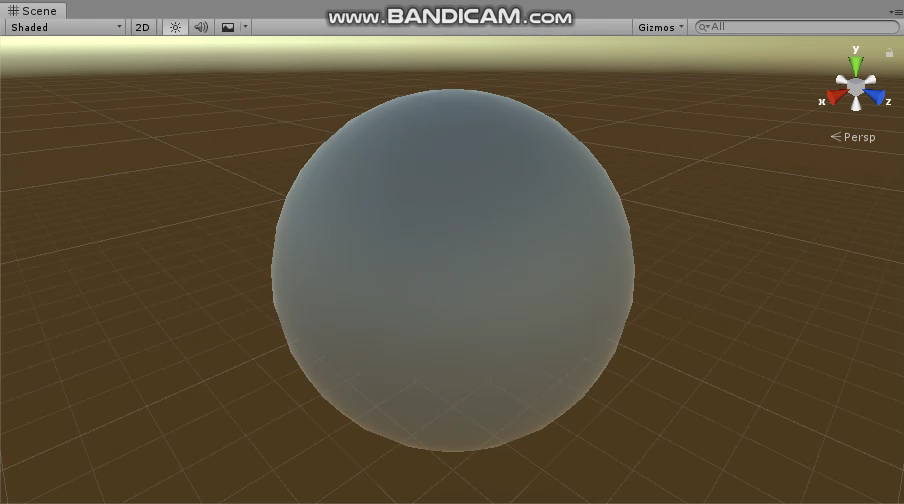 Scene
www.BANDICAM.com
Shaded
2D
Gizmos
All
y
x
z
Persp